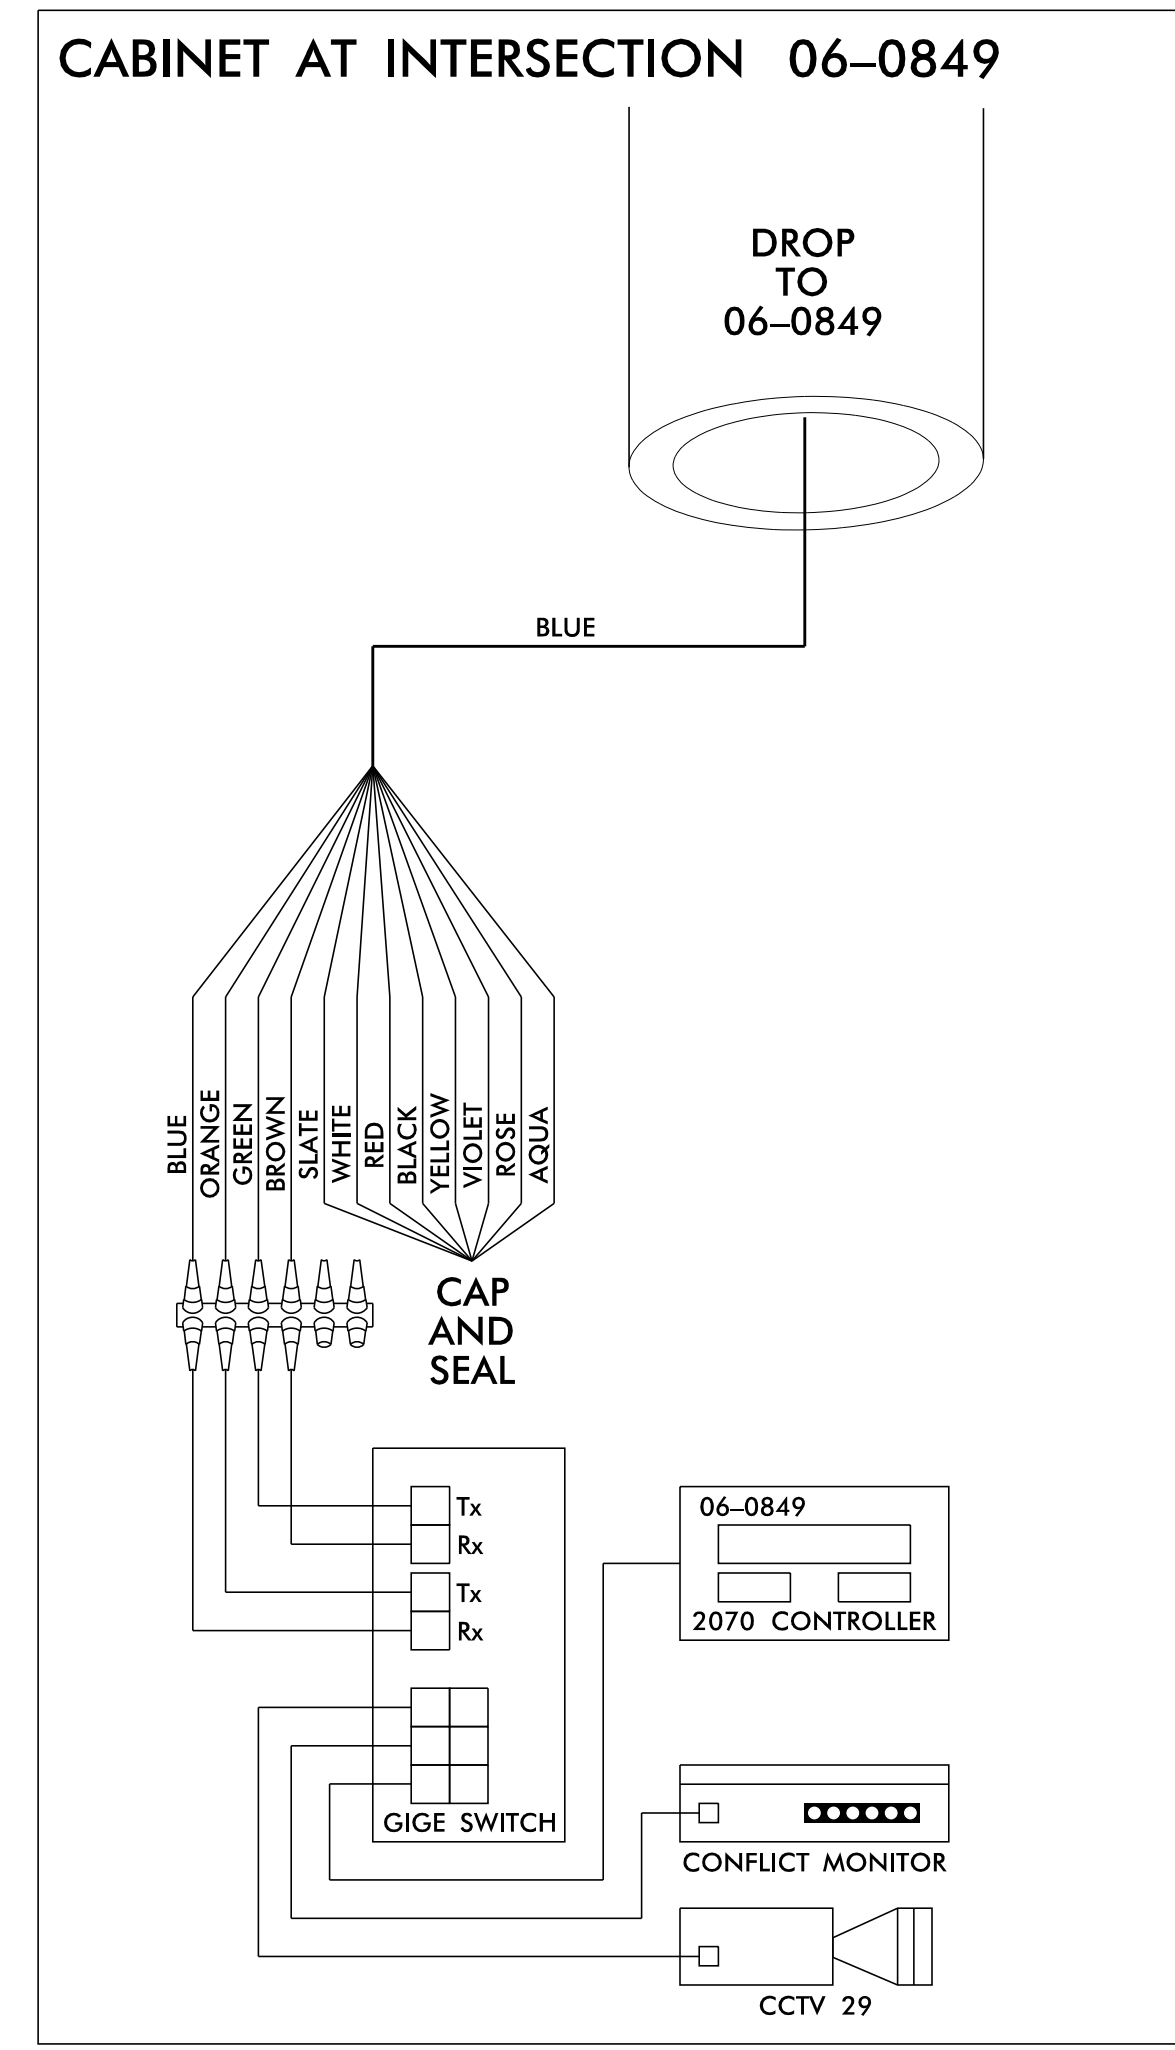 CABINET AT INTERSECTION 06–0849
DROP
TO
06–0849
BLUE
BLUE
ORANGE
GREEN
BROWN
SLATE
WHITE
RED
BLACK
YELLOW
VIOLET
ROSE
AQUA
CAP
AND
SEAL
Tx
Rx
Tx
Rx
GIGE SWITCH
06–0849
2070 CONTROLLER
CONFLICT MONITOR
CCTV 29